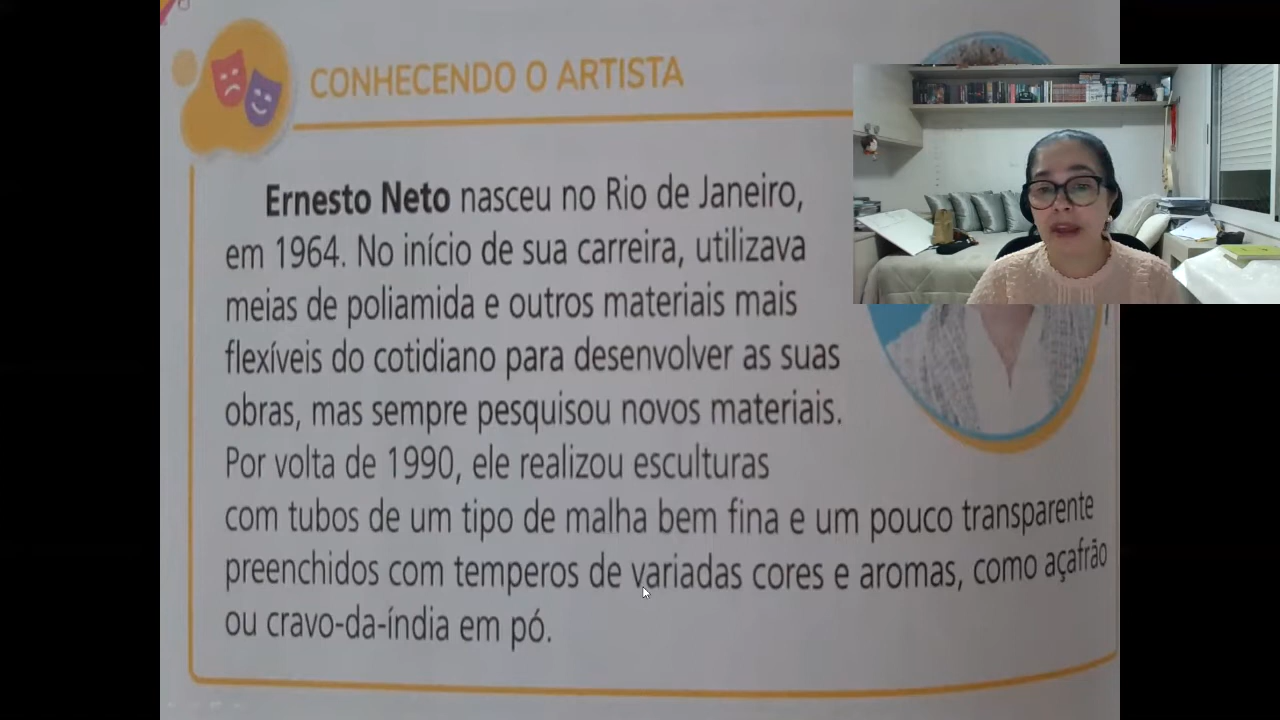 CONHECENDO O ARTISTA
Ernesto Neto nasceu no Rio de Janeiro,
em 1964. No início de sua carreira, utilizava
meias de poliamida e outros materiais mais
flexíveis do cotidiano para desenvolver as suas
obras, mas sempre pesquisou novos materiais.
Por volta de 1990, ele realizou esculturas
com tubos de um tipo de malha bem fina e um pouco transparente
preenchidos com temperos de variadas cores e aromas, como açafrão
ou cravo-da-índia em pó.